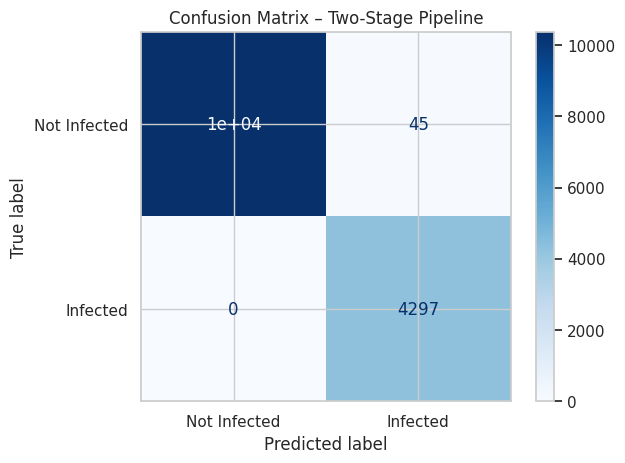 Confusion Matrix – Two-Stage Pipeline
True label
Not Infected
1e+04
45
Infected
0
4297
Not Infected
Infected
Predicted label
10000
8000
6000
4000
2000
0